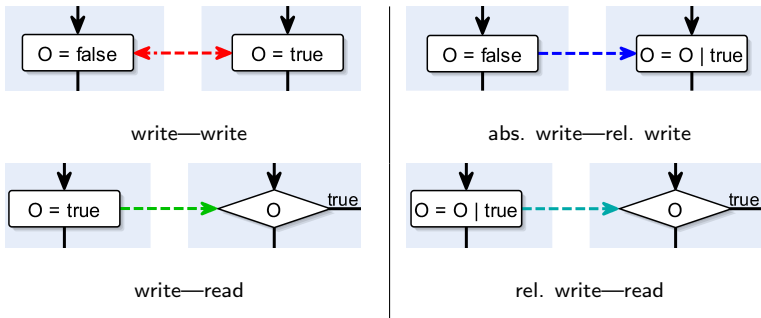 O = false
O = true
write—write
O = false
O = O | true
abs. write—rel. write
O = true
O
true
write—read
O = O | true
O
true
rel. write—read